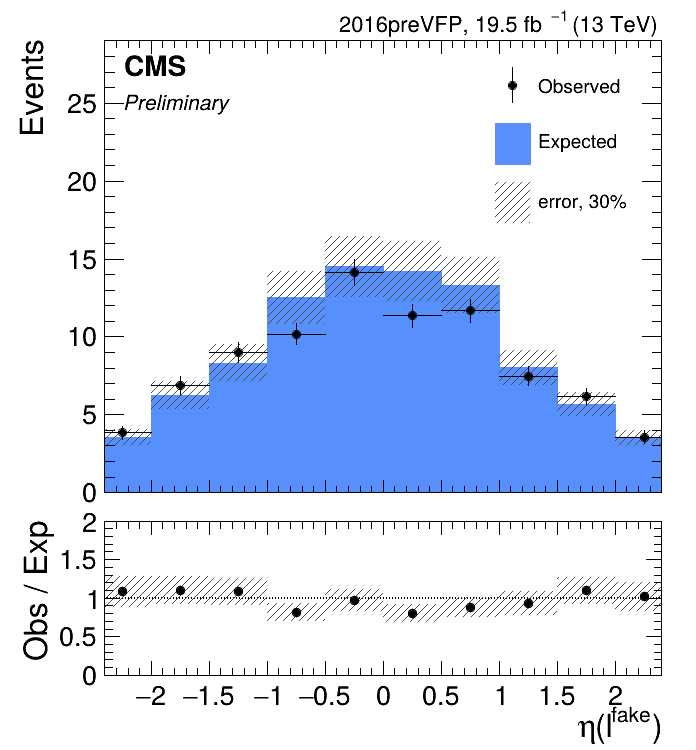 2016preVFP, 19.5 fb⁻¹ (13 TeV)
CMS
Preliminary
Observed
Expected
error, 30%
Events
25
20
15
10
5
0
Obs / Exp
2
1.5
1
0.5
0
−2 −1.5 −1 −0.5 0 0.5 1 1.5 2
η(l^fake)